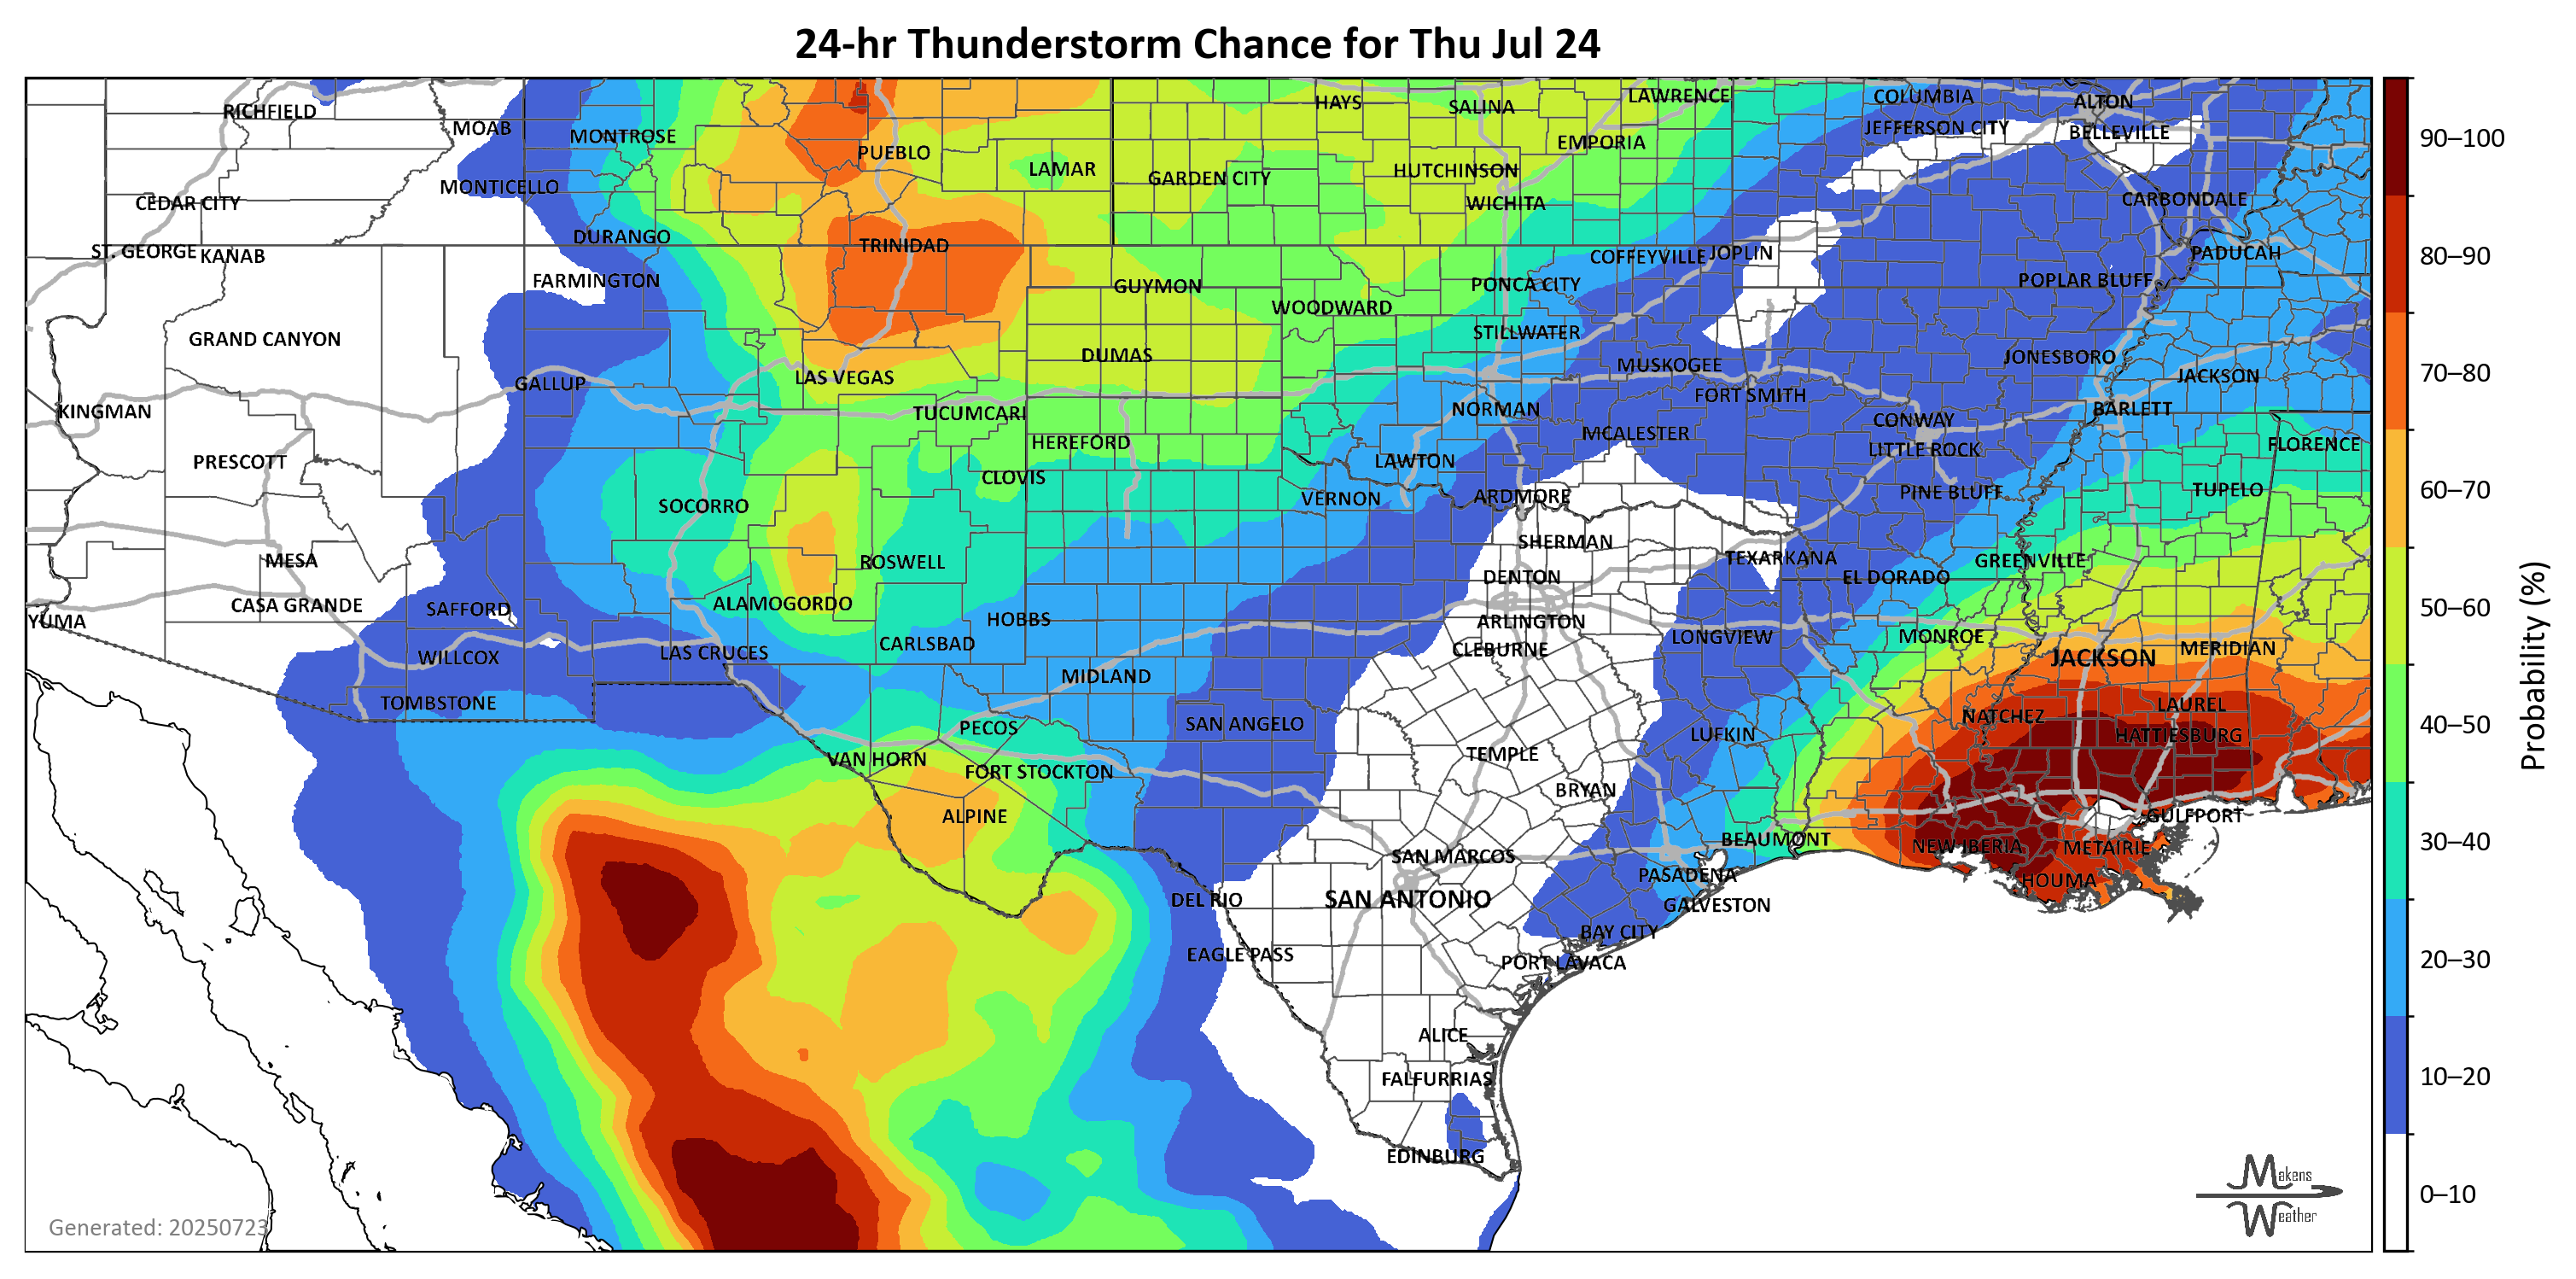 24-hr Thunderstorm Chance for Thu Jul 24
RICHFIELD
MOAB
MONTROSE
PUEBLO
LAMAR
HAYS
SALINA
LAWRENCE
COLUMBIA
ALTON
EMPORIA
JEFFERSON CITY
BELLEVILLE
90–100
MONTICELLO
GARDEN CITY
HUTCHINSON
CEDAR CITY
WICHITA
CARBONDALE
DURANGO
TRINIDAD
ST. GEORGE
KANAB
COFFEYVILLE
JOPLIN
PADUCAH
80–90
FARMINGTON
GUYMON
PONCA CITY
POPLAR BLUFF
WOODWARD
GRAND CANYON
STILLWATER
DUMAS
MUSKOGEE
JONESBORO
GALLUP
LAS VEGAS
JACKSON
70–80
KINGMAN
TUCUMCARI
NORMAN
FORT SMITH
BARLETT
HEREFORD
MCALESTER
CONWAY
LITTLE ROCK
FLORENCE
PRESCOTT
CLOVIS
LAWTON
SOCORRO
VERNON
ARDMORE
PINE BLUFF
TUPELO
60–70
MESA
ROSWELL
SHERMAN
TEXARKANA
GREENVILLE
CASA GRANDE
SAFFORD
ALAMOGORDO
DENTON
EL DORADO
YUMA
HOBBS
ARLINGTON
50–60
WILLCOX
LAS CRUCES
CARLSBAD
CLEBURNE
LONGVIEW
MONROE
JACKSON
MERIDIAN
Probability (%)
TOMBSTONE
MIDLAND
PECOS
SAN ANGELO
NATCHEZ
LAUREL
40–50
VAN HORN
FORT STOCKTON
TEMPLE
LUFKIN
HATTIESBURG
ALPINE
BRYAN
GULFPORT
SAN MARCOS
BEAUMONT
NEW IBERIA
METAIRIE
30–40
DEL RIO
SAN ANTONIO
PASADENA
GALVESTON
HOUMA
EAGLE PASS
BAY CITY
PORT LAVACA
20–30
ALICE
FALFURRIAS
10–20
EDINBURG
Makens
Weather
0–10
Generated: 20250723